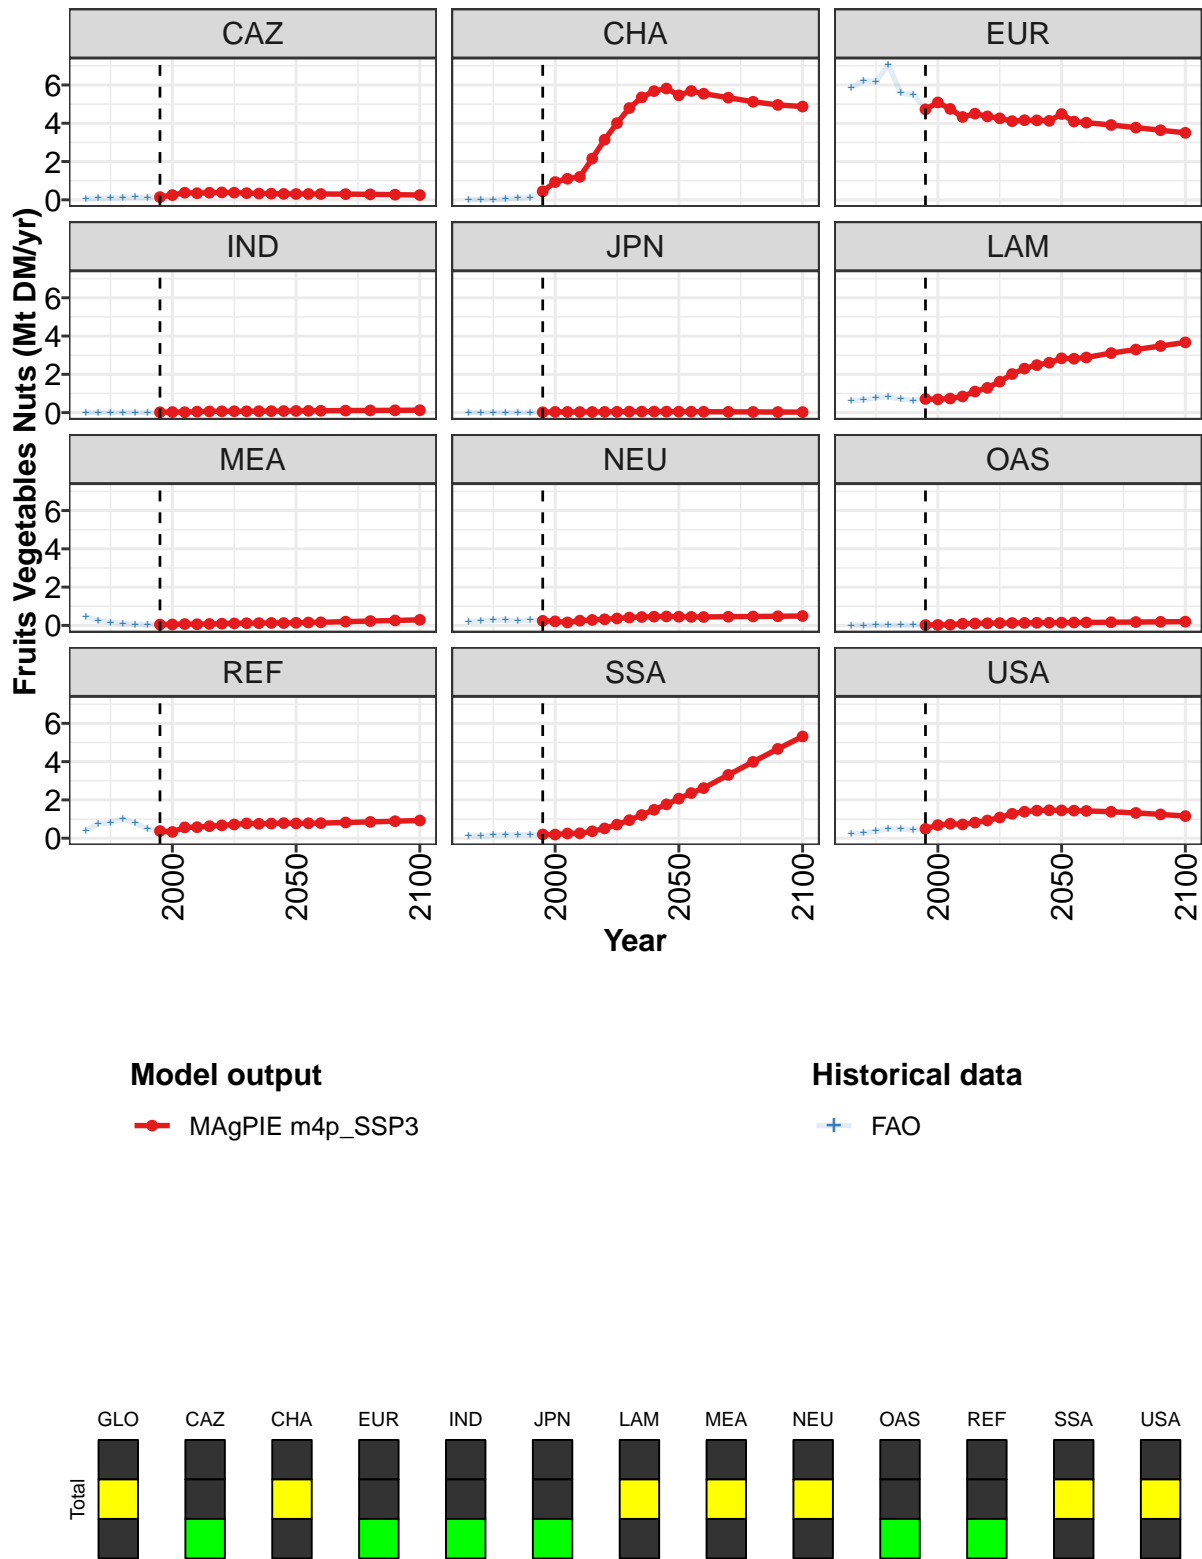 CAZ CHA EUR
6
4
2
0
IND JPN LAM
6
4
2
0
MEA NEU OAS
6
4
2
0
REF SSA USA
6
4
2
0
Fruits Vegetables Nuts (Mt DM/yr)
2000 2050 2100 2000 2050 2100 2000 2050 2100
Year
Model output Historical data
MAgPIE m4p_SSP3 FAO
GLO CAZ CHA EUR IND JPN LAM MEA NEU OAS REF SSA USA
Total